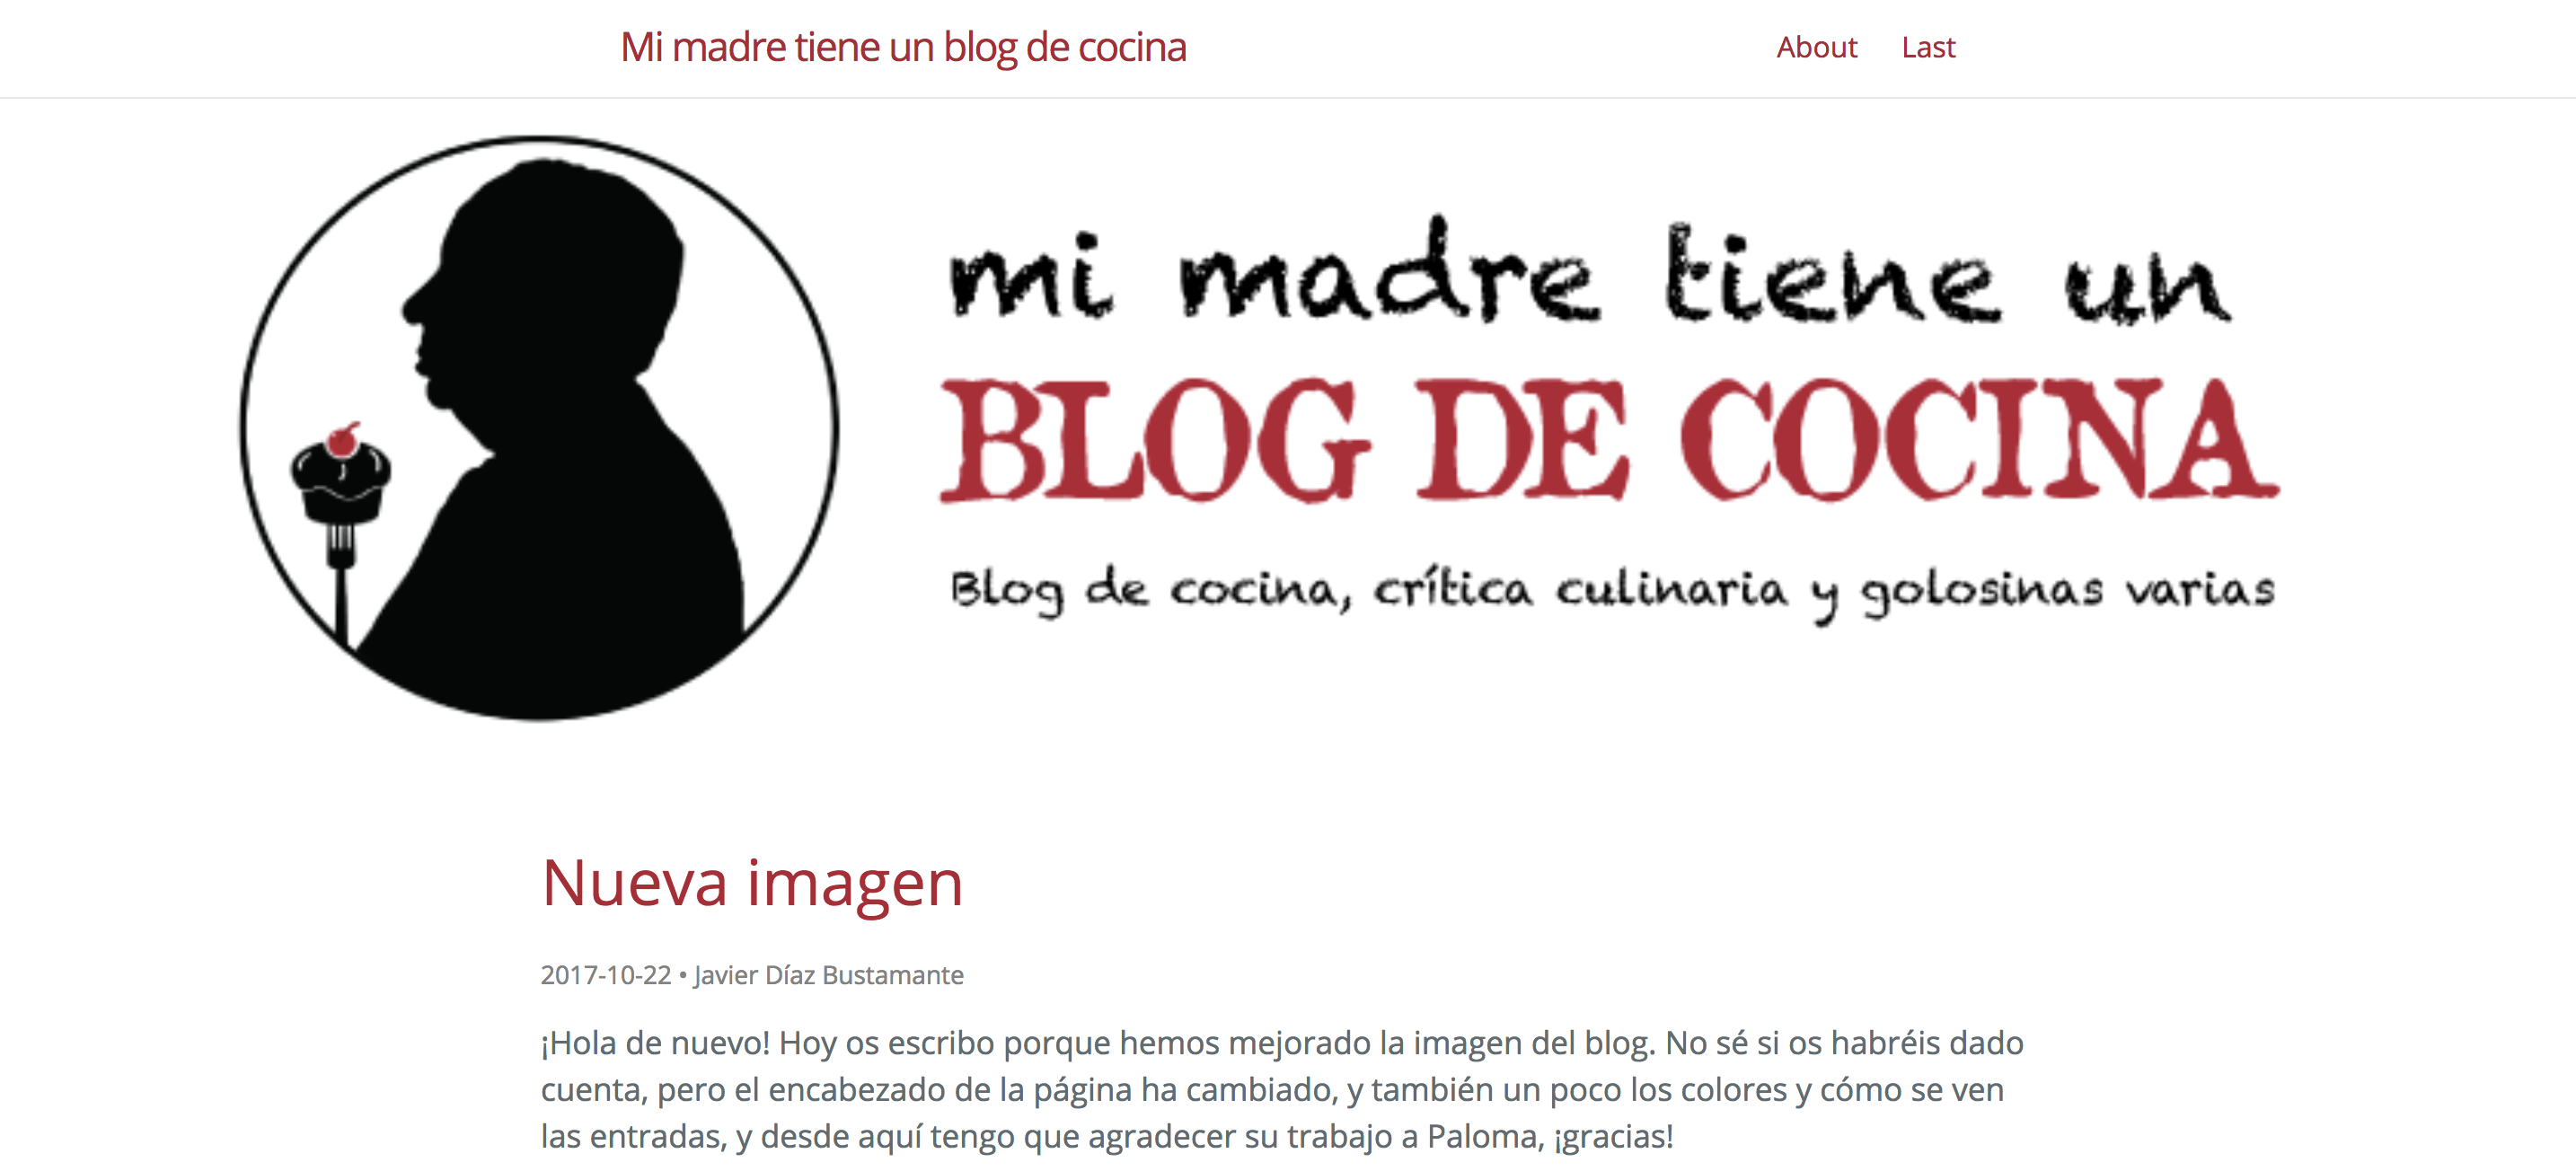 Mi madre tiene un blog de cocina
About
Last
mi madre tiene un
BLOG DE COCINA
Blog de cocina, crítica culinaria y golosinas varias
Nueva imagen
2017-10-22 • Javier Díaz Bustamante
¡Hola de nuevo! Hoy os escribo porque hemos mejorado la imagen del blog. No sé si os habréis dado
cuenta, pero el encabezado de la página ha cambiado, y también un poco los colores y cómo se ven
las entradas, y desde aquí tengo que agradecer su trabajo a Paloma, ¡gracias!